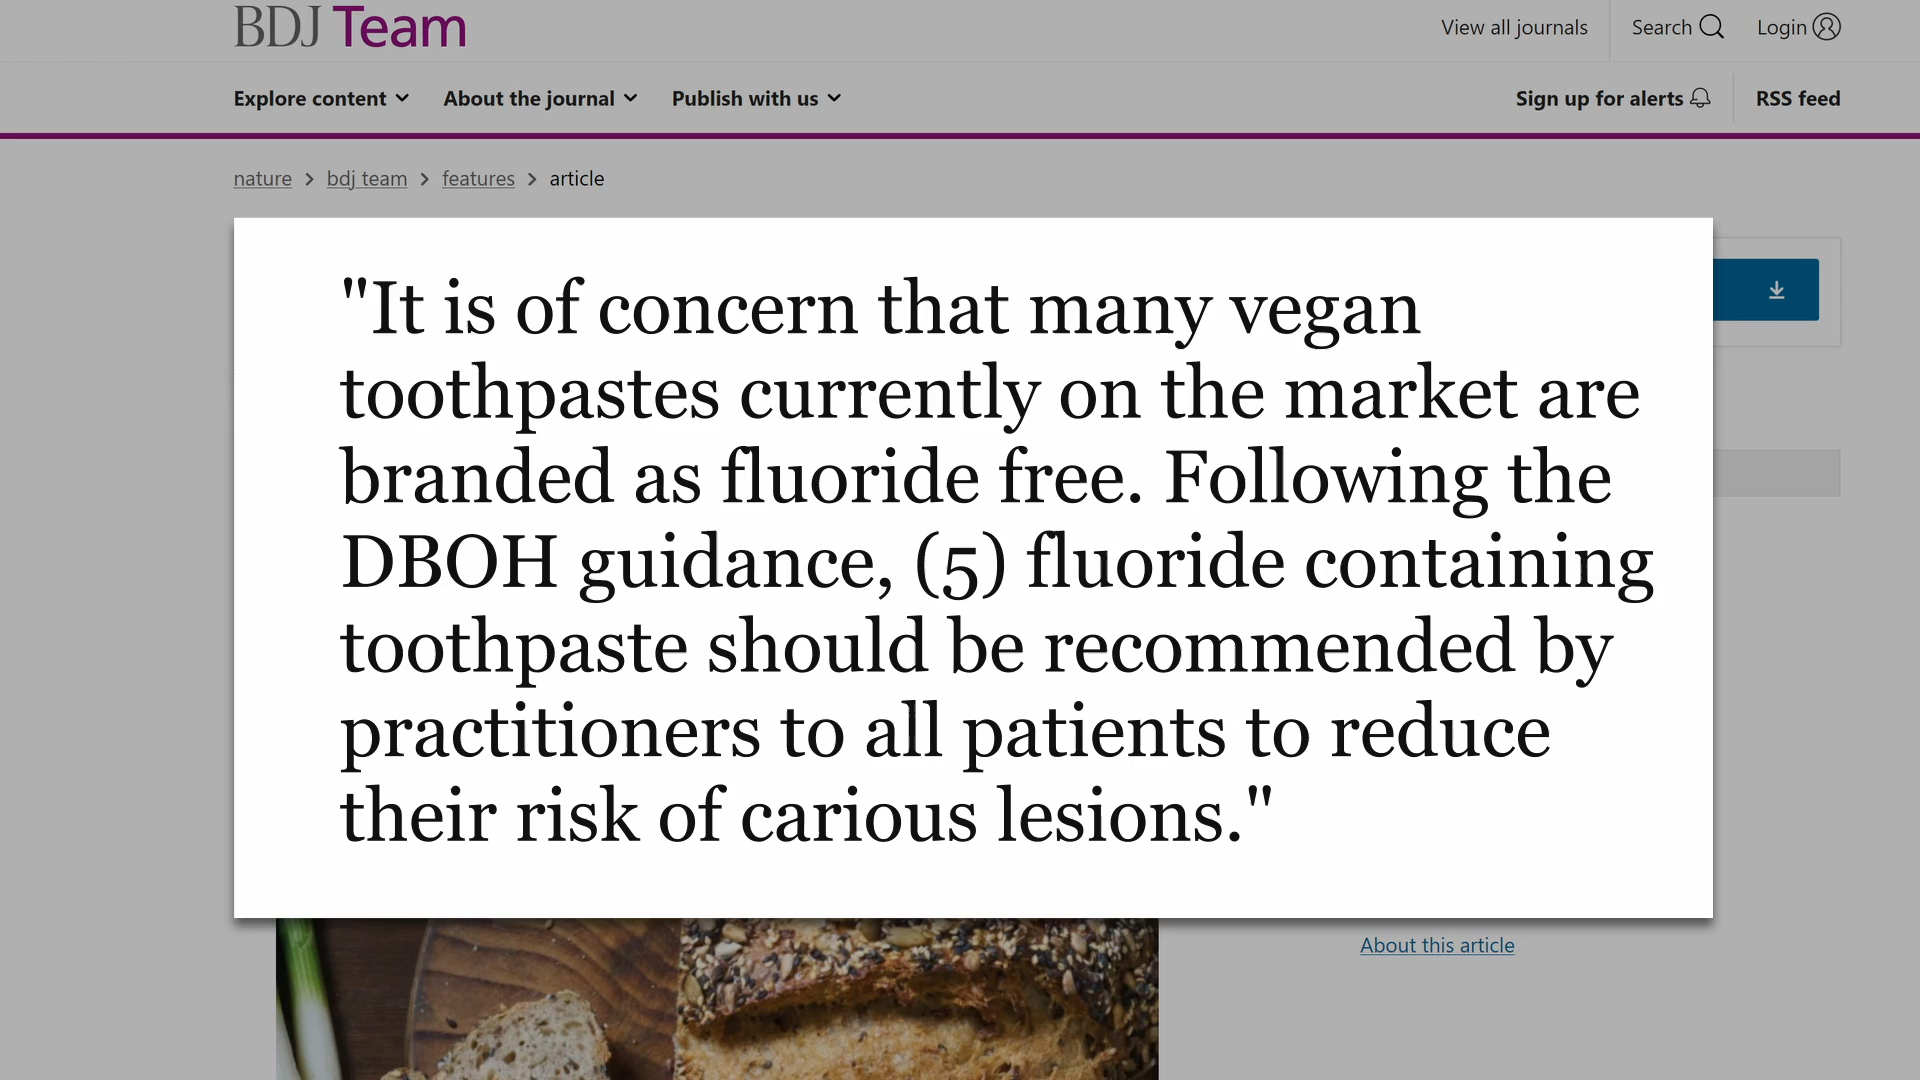 BDJ Team
View all journals
Search
Login
Explore content
About the journal
Publish with us
Sign up for alerts
RSS feed
nature > bdj team > features > article
"It is of concern that many vegan
toothpastes currently on the market are
branded as fluoride free. Following the
DBOH guidance, (5) fluoride containing
toothpaste should be recommended by
practitioners to all patients to reduce
their risk of carious lesions."
About this article